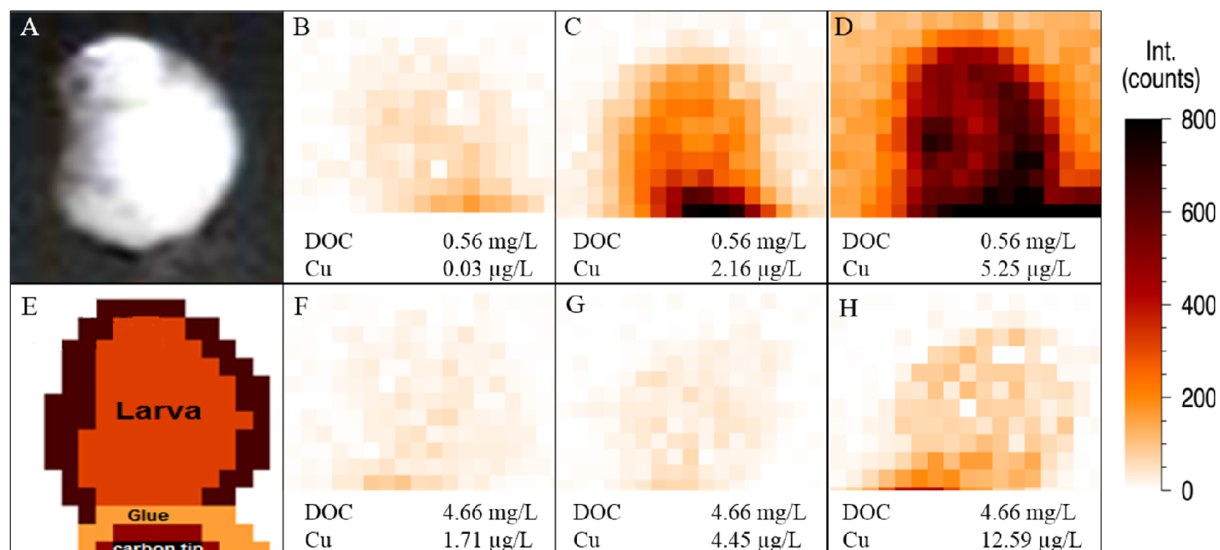 A
B
C
D
Int.
(counts)
800
600
400
200
0
DOC 0.56 mg/L
Cu 0.03 µg/L
DOC 0.56 mg/L
Cu 2.16 µg/L
DOC 0.56 mg/L
Cu 5.25 µg/L
E
Larva
Glue
carbon tip
F
G
H
DOC 4.66 mg/L
Cu 1.71 µg/L
DOC 4.66 mg/L
Cu 4.45 µg/L
DOC 4.66 mg/L
Cu 12.59 µg/L